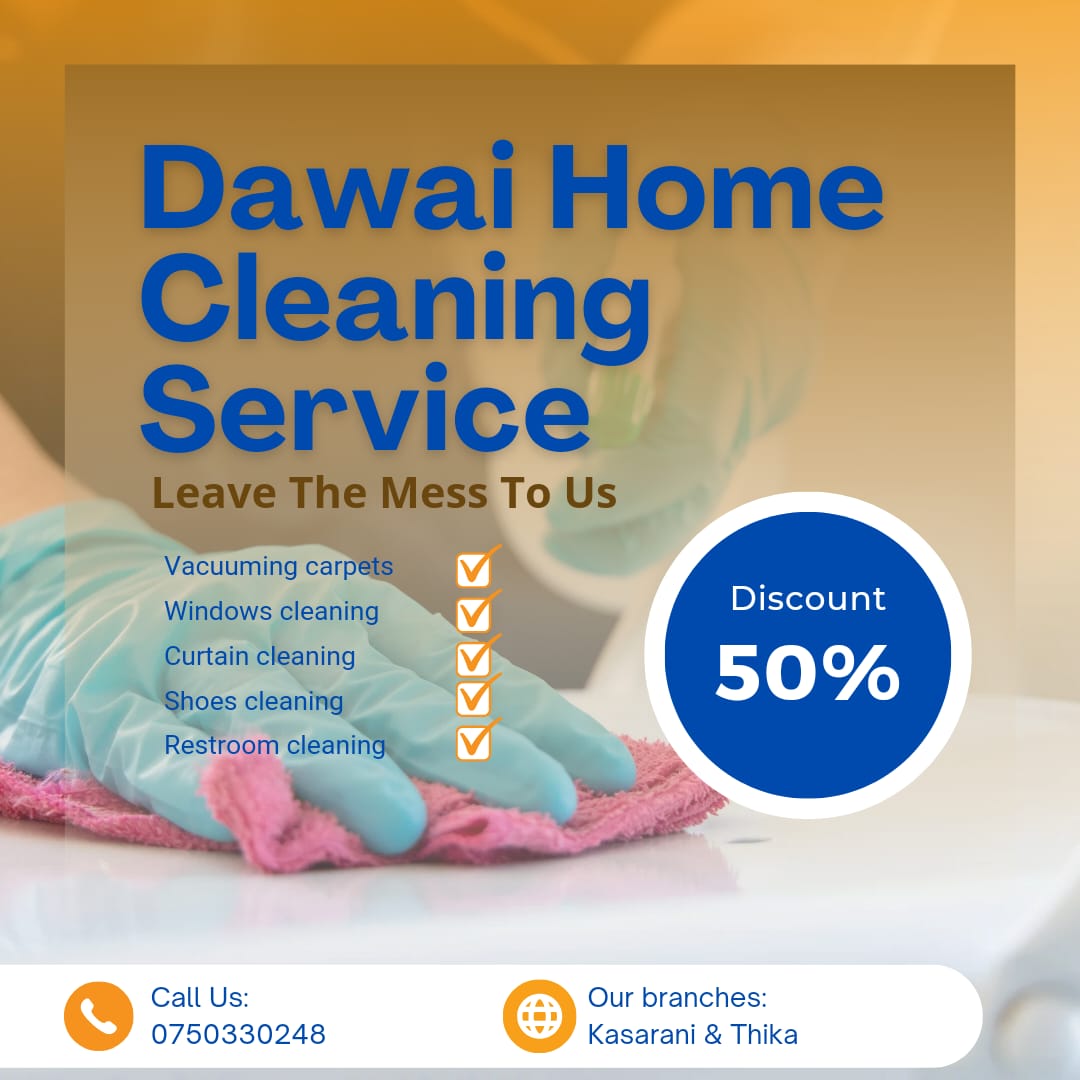 Dawai Home
Cleaning
Service
Leave The Mess To Us
Vacuuming carpets
Windows cleaning
Curtain cleaning
Shoes cleaning
Restroom cleaning
Discount
50%
Call Us:
0750330248
Our branches:
Kasarani & Thika